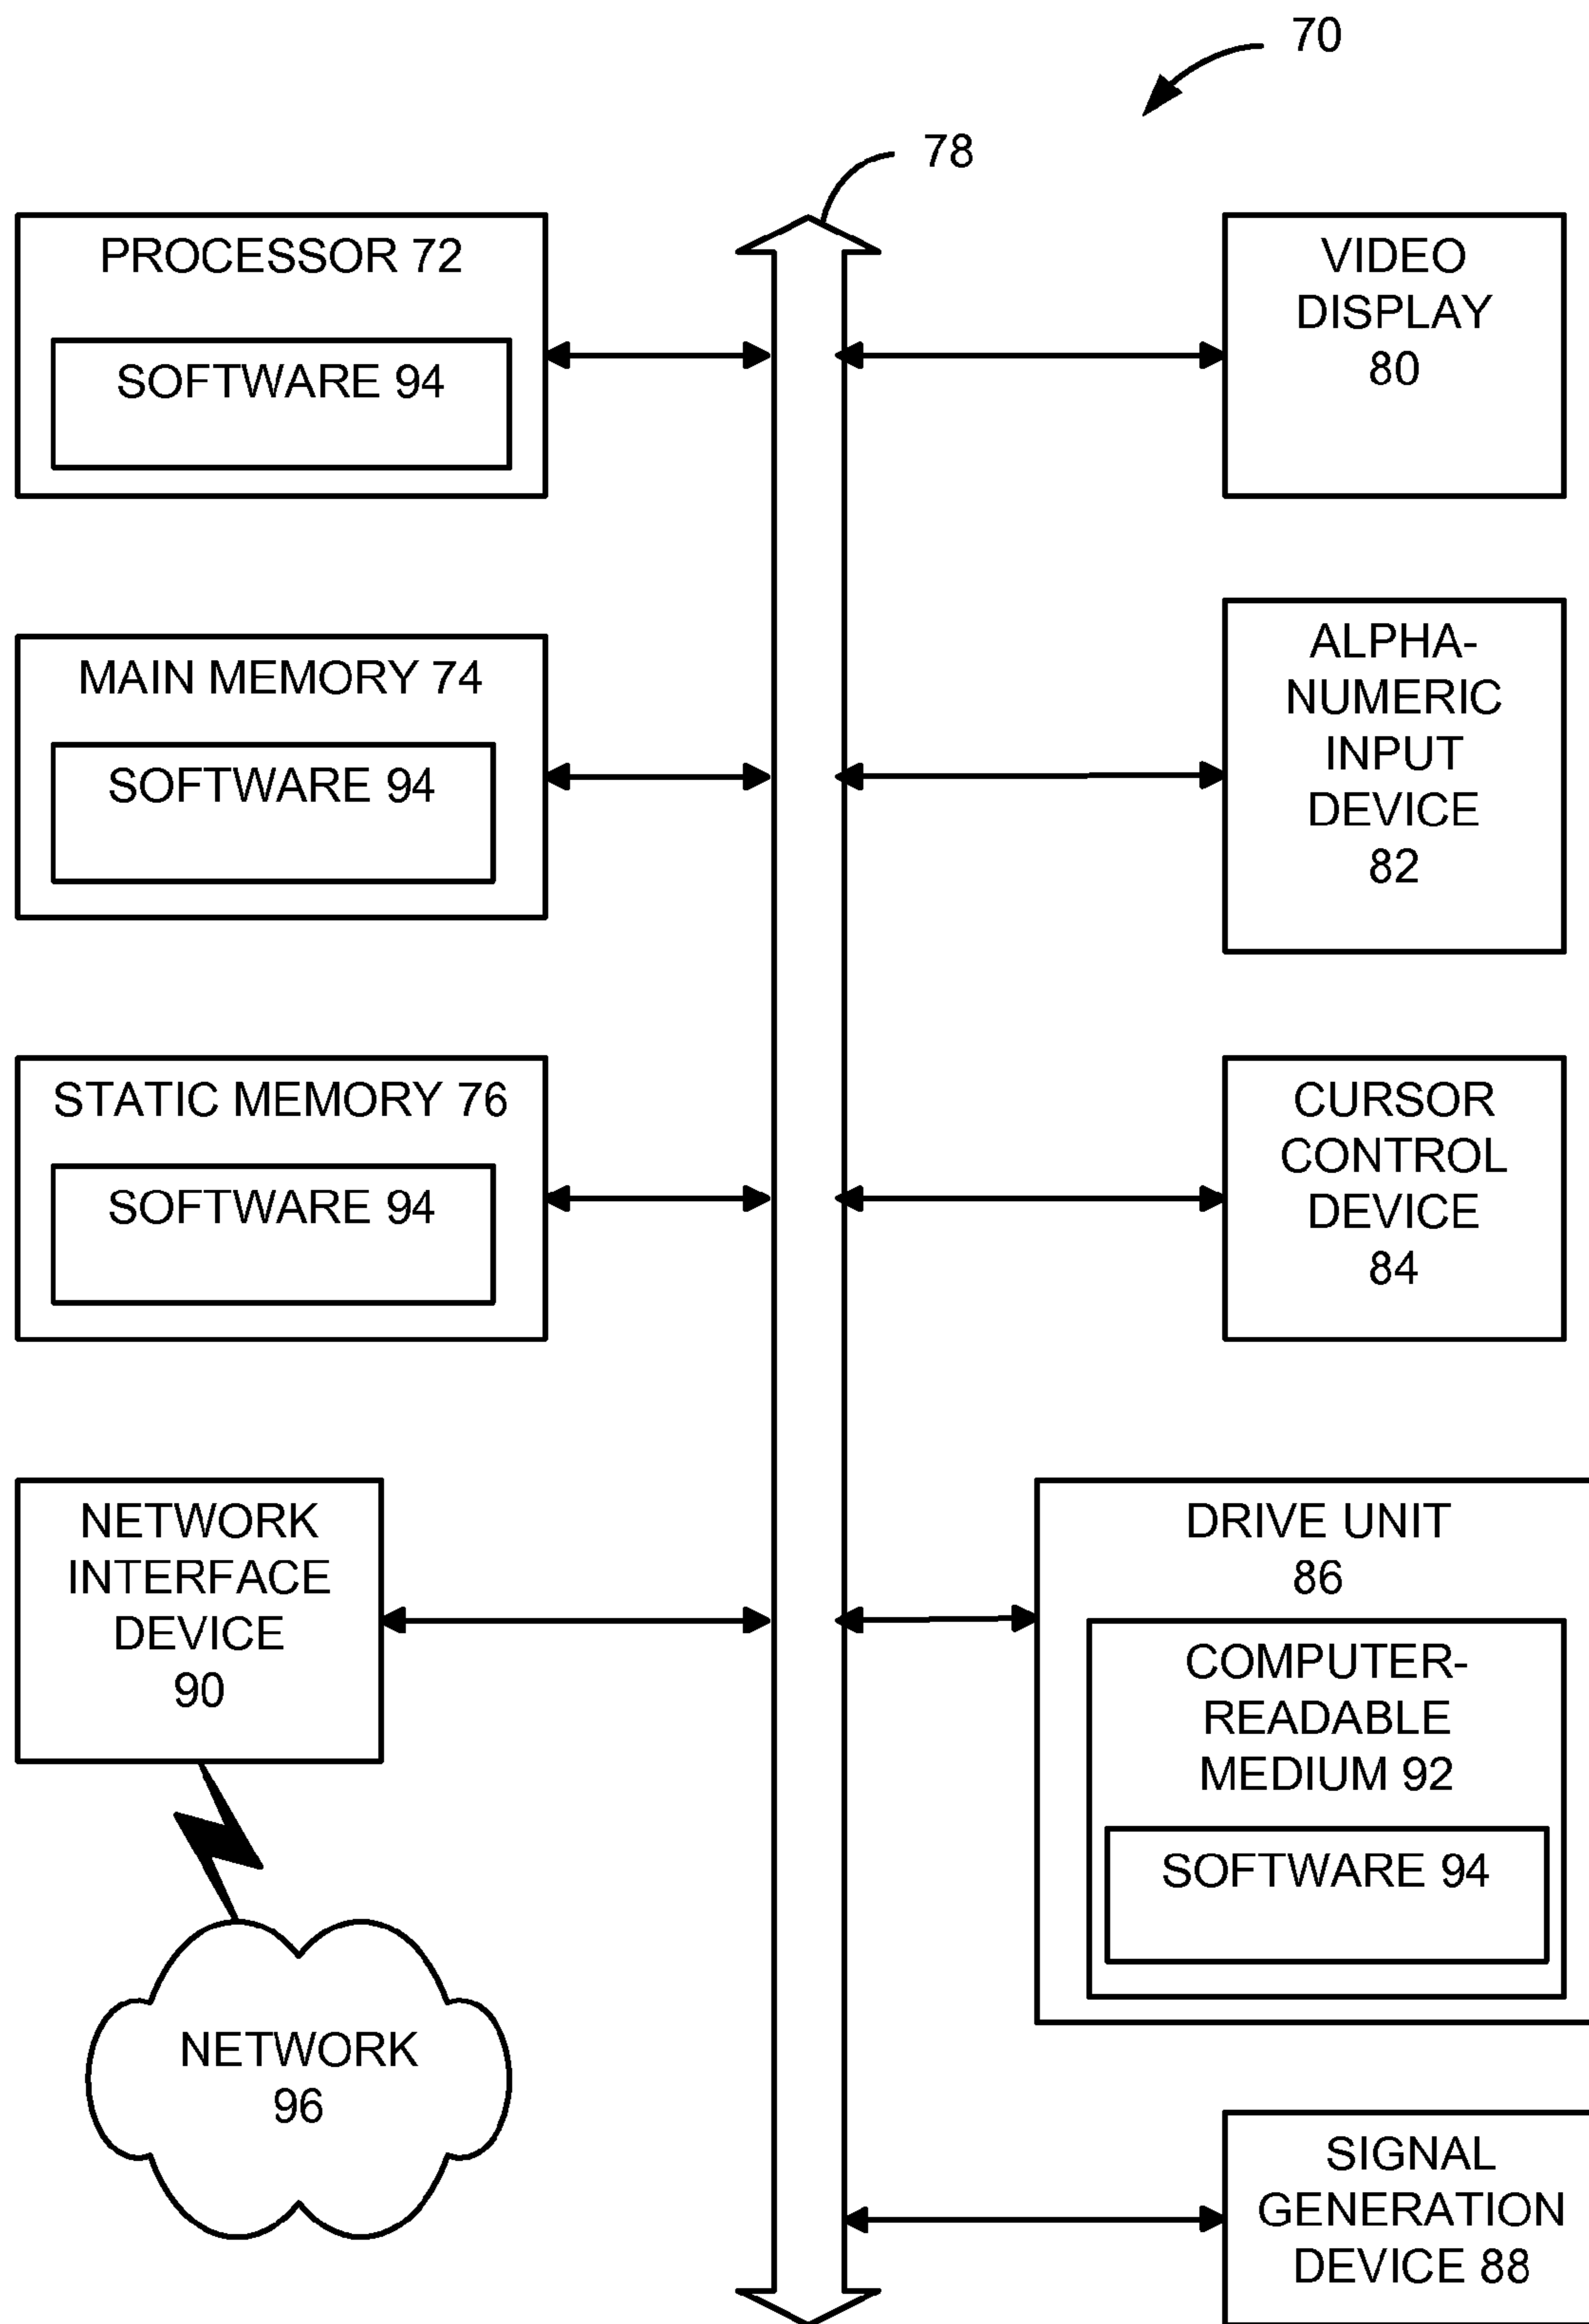 70
78
PROCESSOR 72
SOFTWARE 94
MAIN MEMORY 74
SOFTWARE 94
STATIC MEMORY 76
SOFTWARE 94
NETWORK
INTERFACE
DEVICE
90
NETWORK
96
VIDEO
DISPLAY
80
ALPHA-
NUMERIC
INPUT
DEVICE
82
CURSOR
CONTROL
DEVICE
84
DRIVE UNIT
86
COMPUTER-
READABLE
MEDIUM 92
SOFTWARE 94
SIGNAL
GENERATION
DEVICE 88